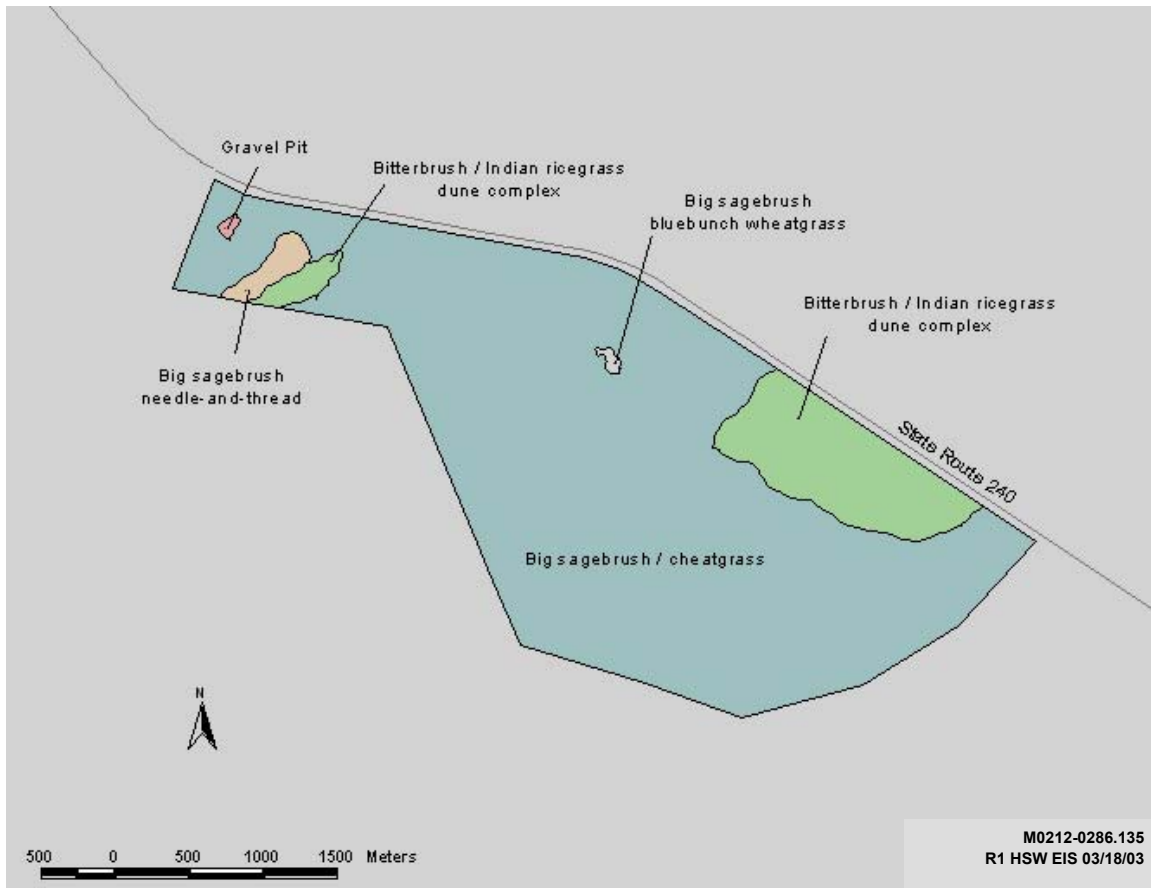 Gravel Pit
Bitterbrush / Indian ricegrass
dune complex
Big sagebrush
bluebunch wheatgrass
Bitterbrush / Indian ricegrass
dune complex
Big sagebrush
needle-and-thread
State Route 240
Big sagebrush / cheatgrass
N
500 0 500 1000 1500 Meters
M0212-0286.135
R1 HSW EIS 03/18/03